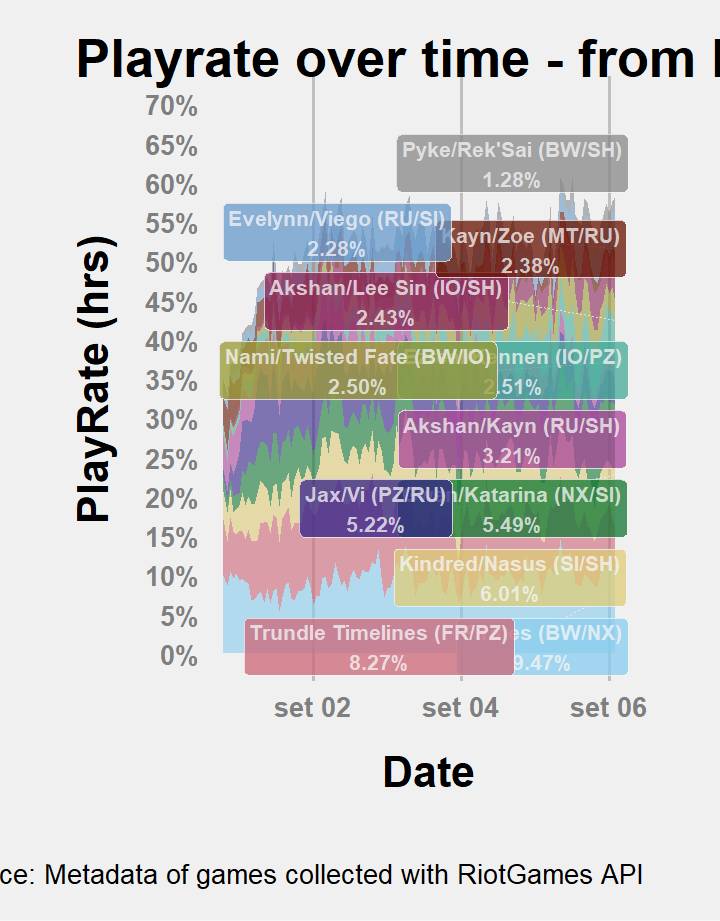 Playrate over time - from
70%
65%
60%
55%
50%
45%
40%
35%
30%
25%
20%
15%
10%
5%
0%
PlayRate (hrs)
Pyke/Rek'Sai (BW/SH)
1.28%
Evelynn/Viego (RU/SI)
2.28%
Kayn/Zoe (MT/RU)
2.38%
Akshan/Lee Sin (IO/SH)
2.43%
Nami/Twisted Fate (BW/IO)
2.50%
ennen (IO/PZ)
2.51%
Akshan/Kayn (RU/SH)
3.21%
Jax/Vi (PZ/RU)
5.22%
/Katarina (NX/SI)
5.49%
Kindred/Nasus (SI/SH)
6.01%
Trundle Timelines (FR/PZ)
8.27%
es (BW/NX)
9.47%
set 02
set 04
set 06
Date
ce: Metadata of games collected with RiotGames API